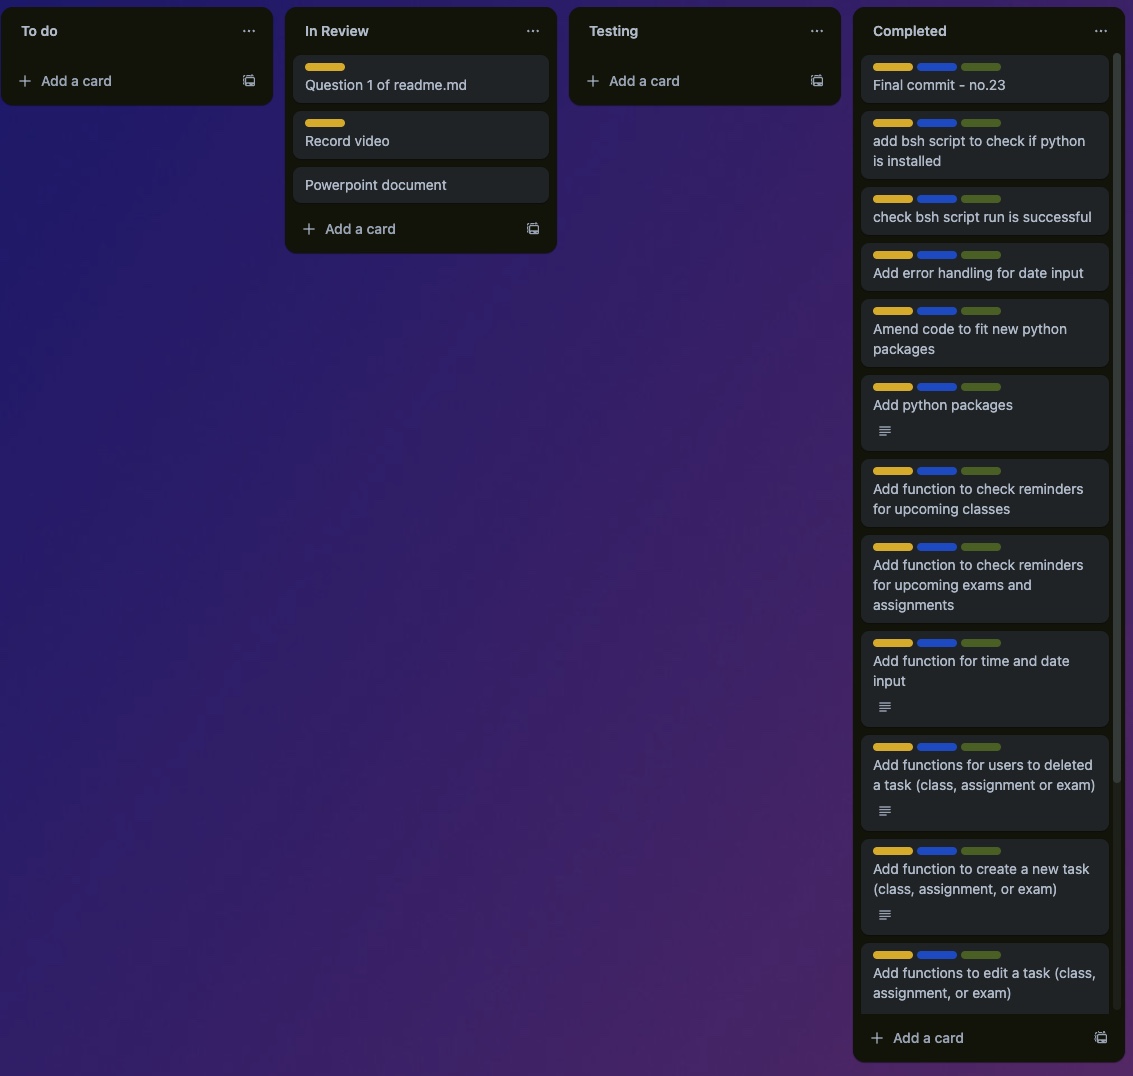 To do
Add a card
In Review
Question 1 of readme.md
Record video
Powerpoint document
Add a card
Testing
Add a card
Completed
Final commit - no.23
add bsh script to check if python
is installed
check bsh script run is successful
Add error handling for date input
Amend code to fit new python
packages
Add python packages
Add function to check reminders
for upcoming classes
Add function to check reminders
for upcoming exams and
assignments
Add function for time and date
input
Add functions for users to deleted
a task (class, assignment or exam)
Add function to create a new task
(class, assignment, or exam)
Add functions to edit a task (class,
assignment, or exam)
Add a card